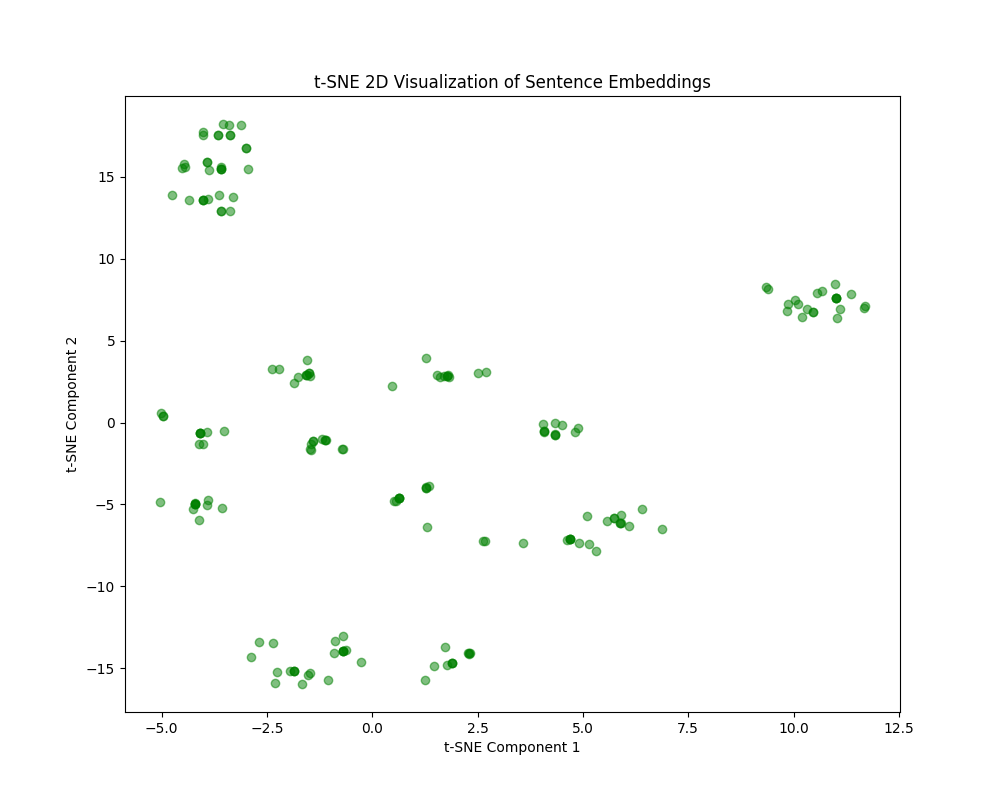 t-SNE 2D Visualization of Sentence Embeddings
15
10
5
0
−5
−10
−15
t-SNE Component 2
−5.0 −2.5 0.0 2.5 5.0 7.5 10.0 12.5
t-SNE Component 1